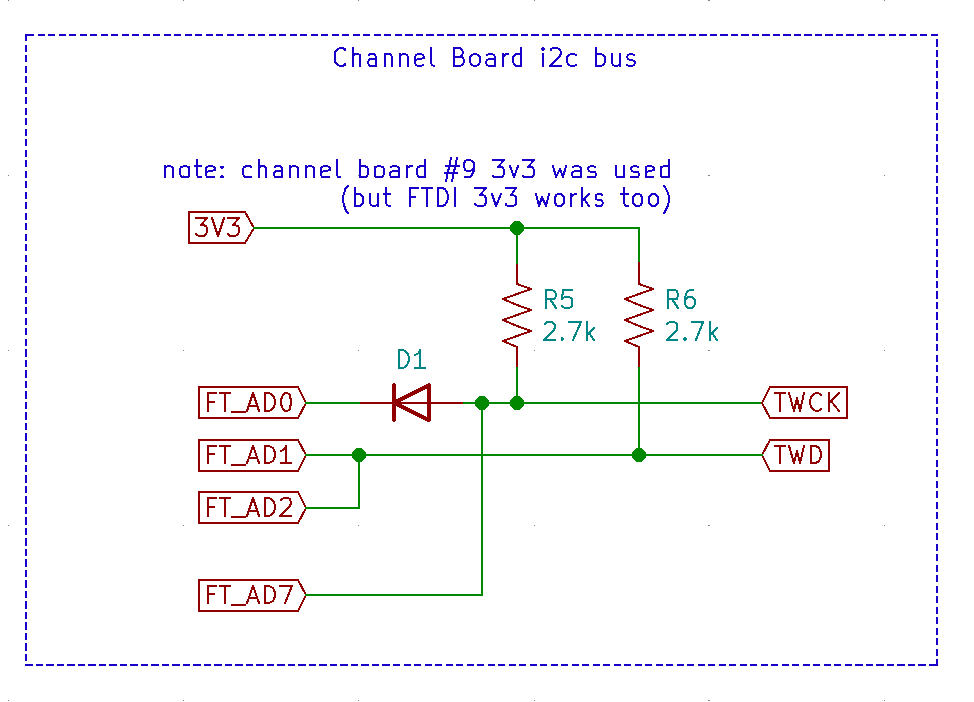 Channel Board i2c bus
note: channel board #9 3v3 was used
(but FTDI 3v3 works too)
3V3
R5
2.7k
R6
2.7k
D1
FT_AD0
TWCK
FT_AD1
TWD
FT_AD2
FT_AD7